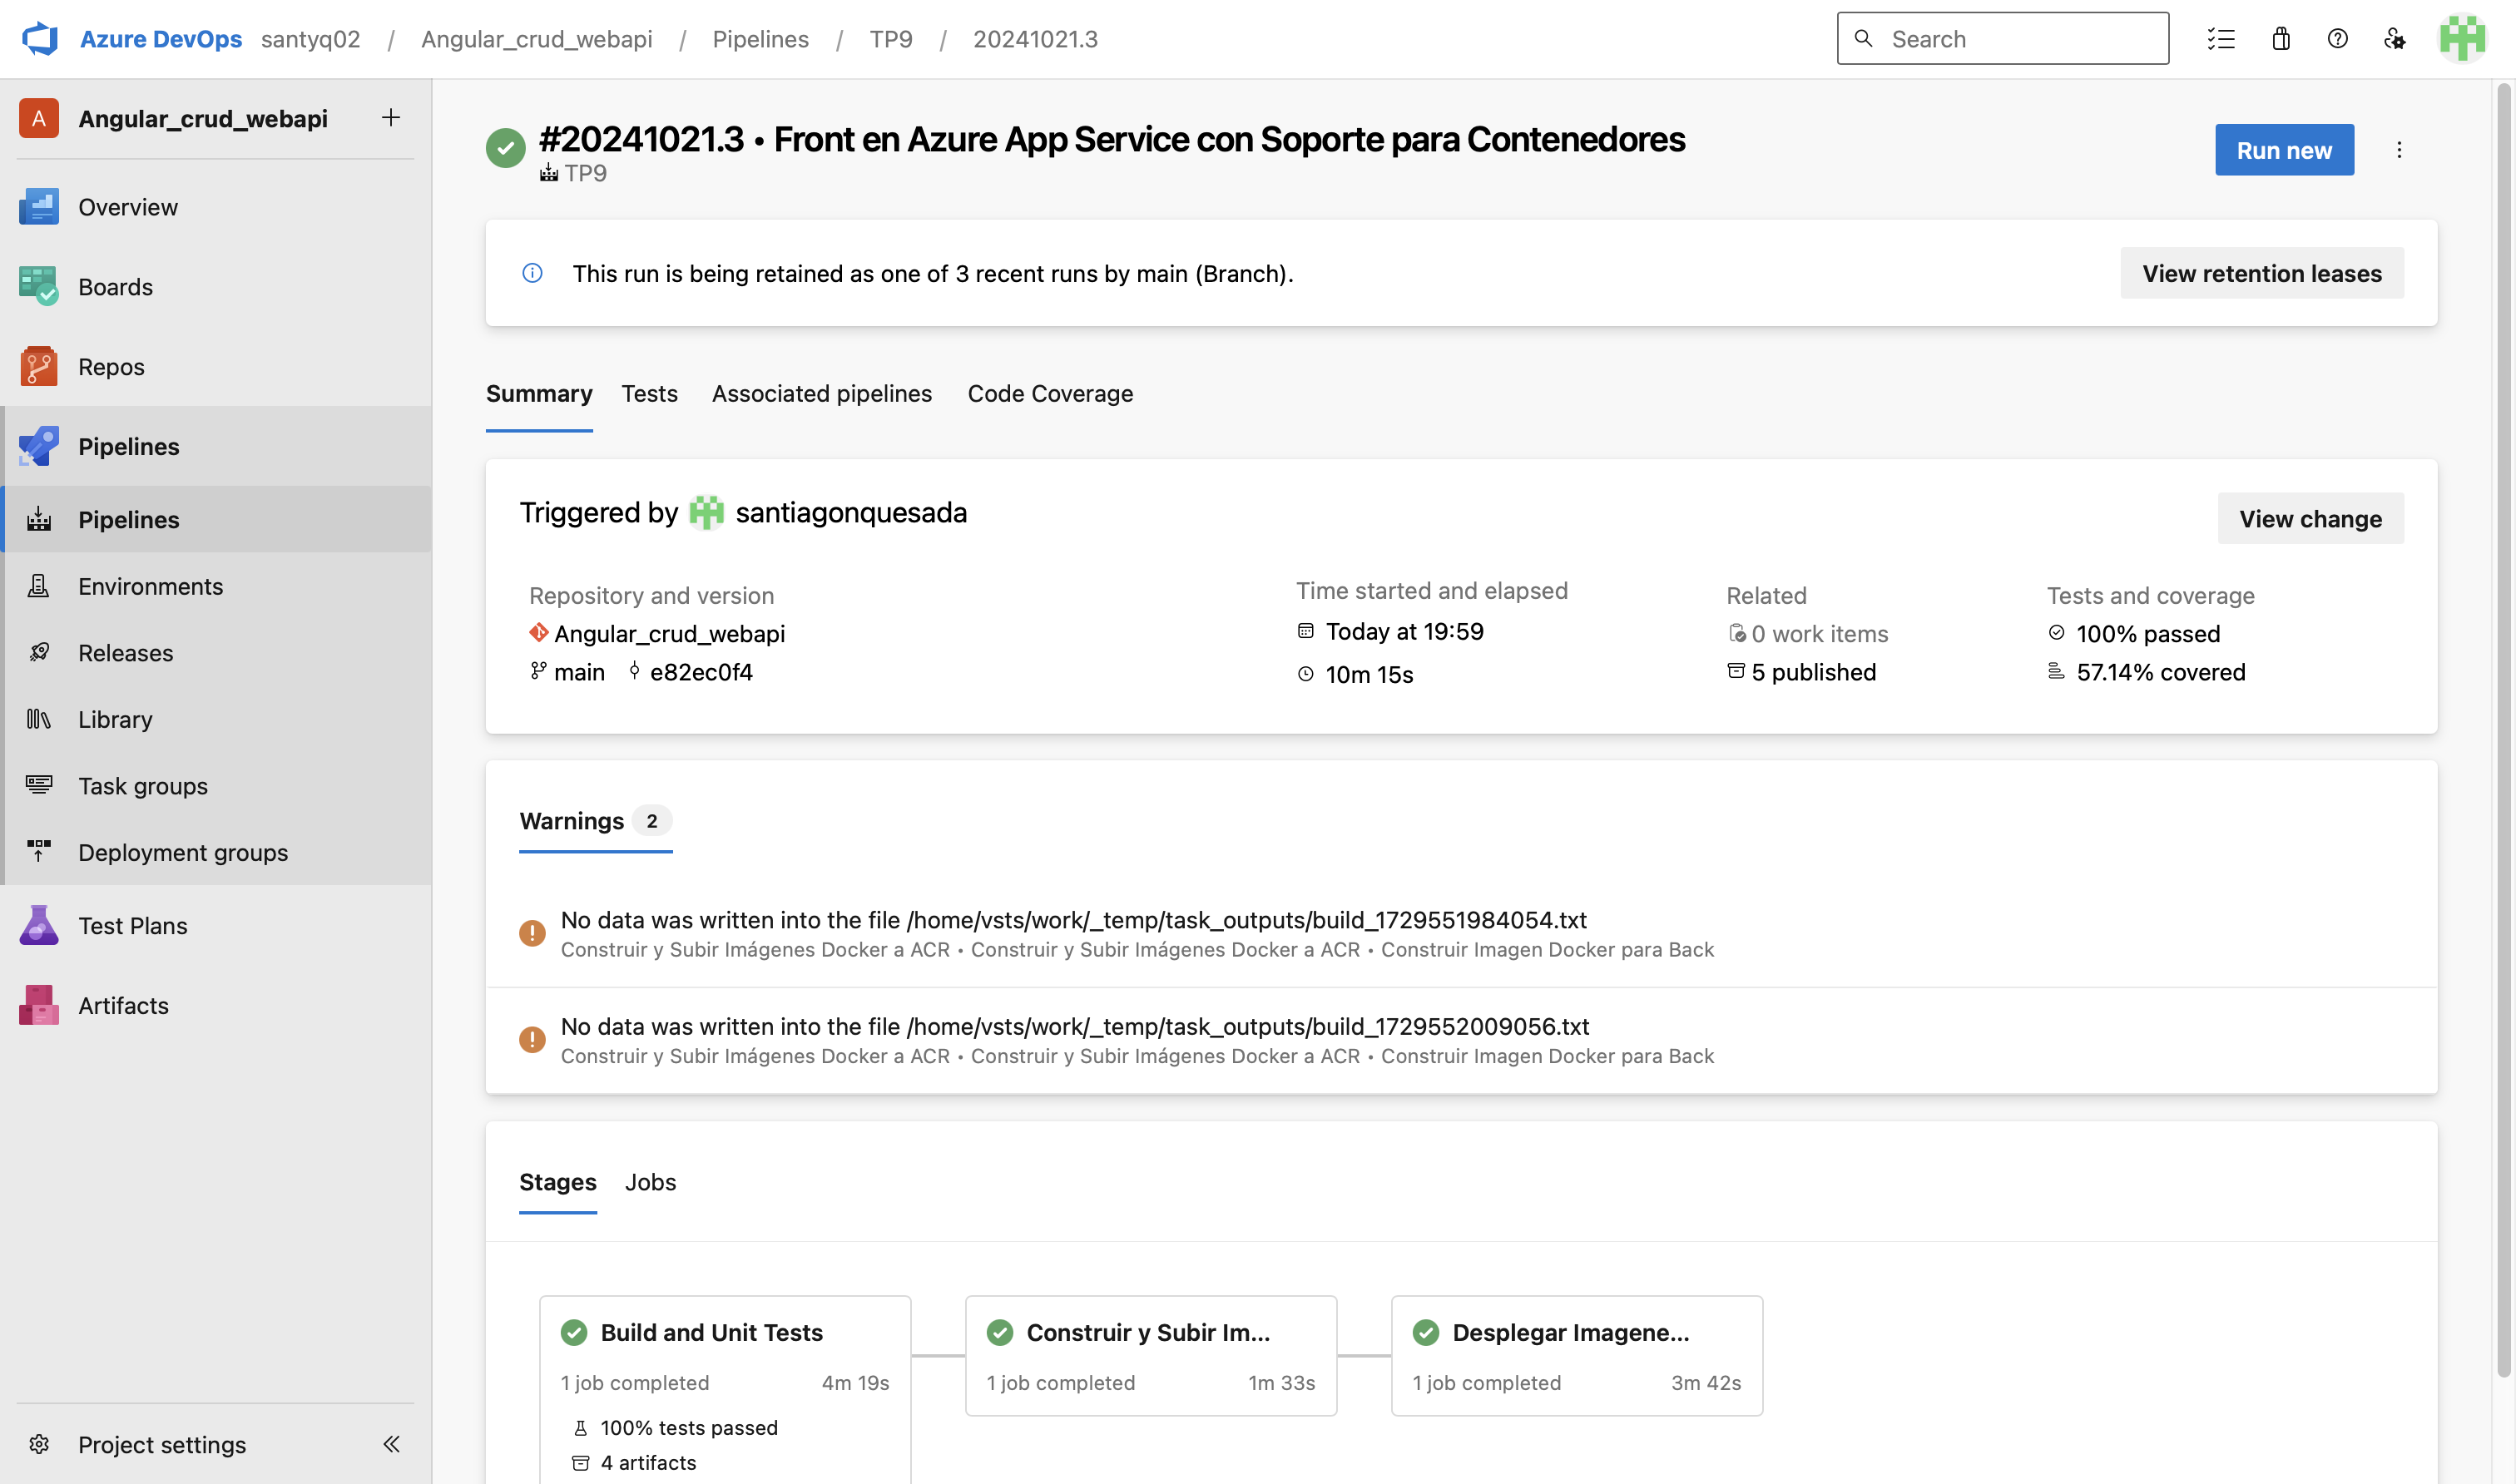 Azure DevOps santyq02 / Angular_crud_webapi / Pipelines / TP9 / 20241021.3
Search
A Angular_crud_webapi
Overview
Boards
Repos
Pipelines
Pipelines
Environments
Releases
Library
Task groups
Deployment groups
Test Plans
Artifacts
Project settings
#20241021.3 • Front en Azure App Service con Soporte para Contenedores
TP9
Run new
This run is being retained as one of 3 recent runs by main (Branch).
View retention leases
Summary Tests Associated pipelines Code Coverage
Triggered by santiagonquesada
View change
Repository and version
Angular_crud_webapi
main e82ec0f4
Time started and elapsed
Today at 19:59
10m 15s
Related
0 work items
5 published
Tests and coverage
100% passed
57.14% covered
Warnings 2
No data was written into the file /home/vsts/work/_temp/task_outputs/build_1729551984054.txt
Construir y Subir Imágenes Docker a ACR • Construir y Subir Imágenes Docker a ACR • Construir Imagen Docker para Back
No data was written into the file /home/vsts/work/_temp/task_outputs/build_1729552009056.txt
Construir y Subir Imágenes Docker a ACR • Construir y Subir Imágenes Docker a ACR • Construir Imagen Docker para Back
Stages Jobs
Build and Unit Tests
1 job completed 4m 19s
100% tests passed
4 artifacts
Construir y Subir Im...
1 job completed 1m 33s
Desplegar Imagene...
1 job completed 3m 42s